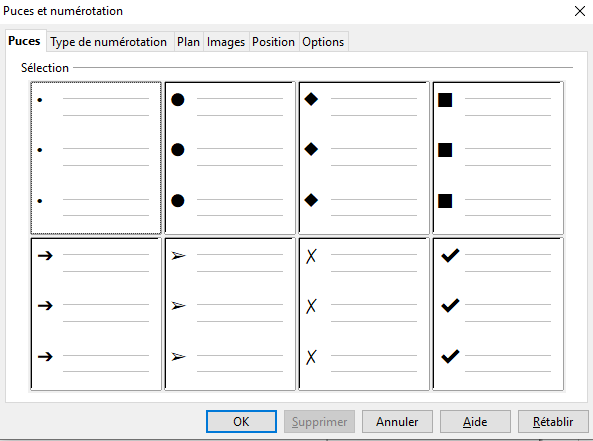 Puces et numérotation
Puces Type de numérotation Plan Images Position Options
Sélection
OK Supprimer Annuler Aide Rétablir